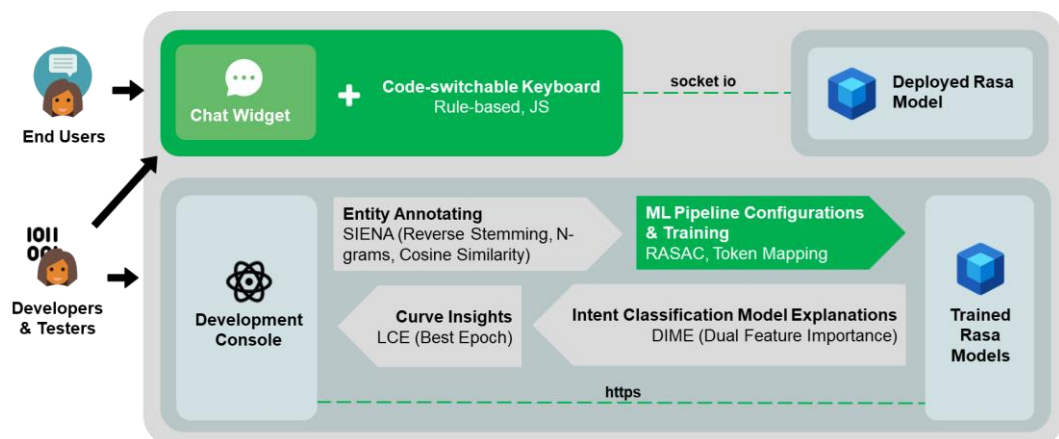 End Users
Chat Widget
+
Code-switchable Keyboard
Rule-based, JS
socket io
Deployed Rasa
Model
1011
Developers
& Testers
Development
Console
Entity Annotating
SIENA (Reverse Stemming, N-
grams, Cosine Similarity)
ML Pipeline Configurations
& Training
RASAC, Token Mapping
Curve Insights
LCE (Best Epoch)
Intent Classification Model Explanations
DIME (Dual Feature Importance)
Trained
Rasa
Models
https